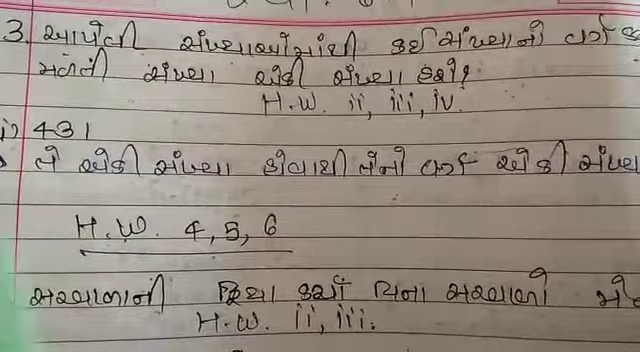 3. આપેલી સંખ્યાઓમાંથી કઈ સંખ્યાનો વર્ગ ક
મળતી સંખ્યા એકી સંખ્યા હશે?
H.W. ii, iii, iv.
i) 431
તે એકી સંખ્યા હોવાથી તેનો વર્ગ એકી સંખ્યા
H.W. 4, 5, 6
સરવાળાની ક્રિયા કર્યા વિના સરવાળો મે
H.W. ii, iii.